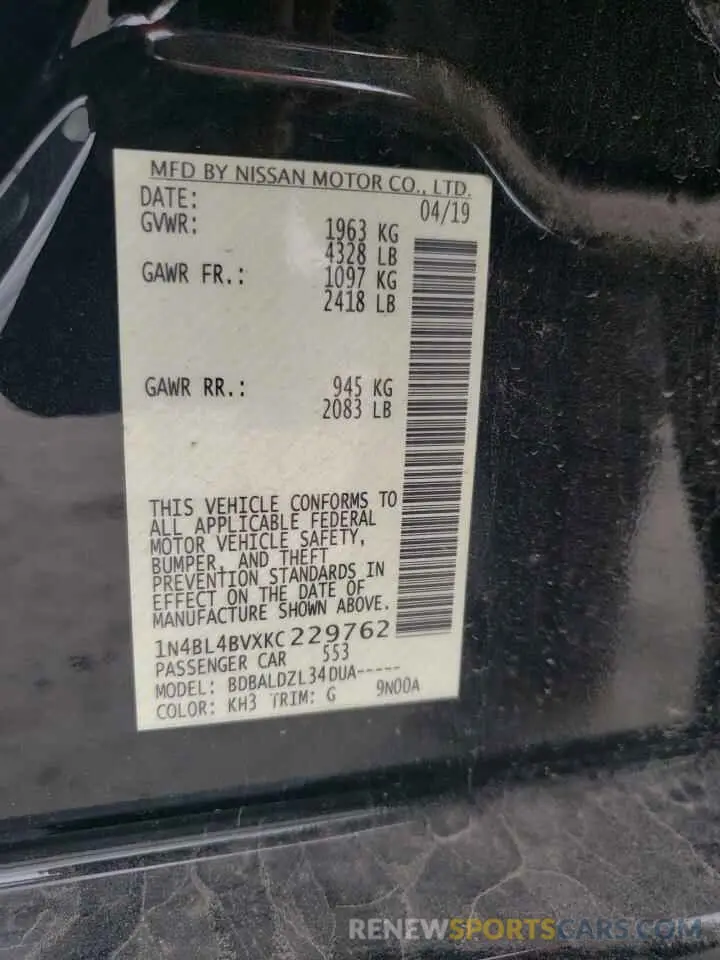 MFD BY NISSAN MOTOR CO., LTD.
DATE: 04/19
GVWR: 1963 KG
4328 LB
GAWR FR.: 1097 KG
2418 LB
GAWR RR.: 945 KG
2083 LB
THIS VEHICLE CONFORMS TO
ALL APPLICABLE FEDERAL
MOTOR VEHICLE SAFETY,
BUMPER, AND THEFT
PREVENTION STANDARDS IN
EFFECT ON THE DATE OF
MANUFACTURE SHOWN ABOVE.
1N4BL4BVXKC229762
PASSENGER CAR 553
MODEL: BDBALDZL34DUA-----
COLOR: KH3 TRIM: G 9N00A
RENEWSPORTSCARS.COM